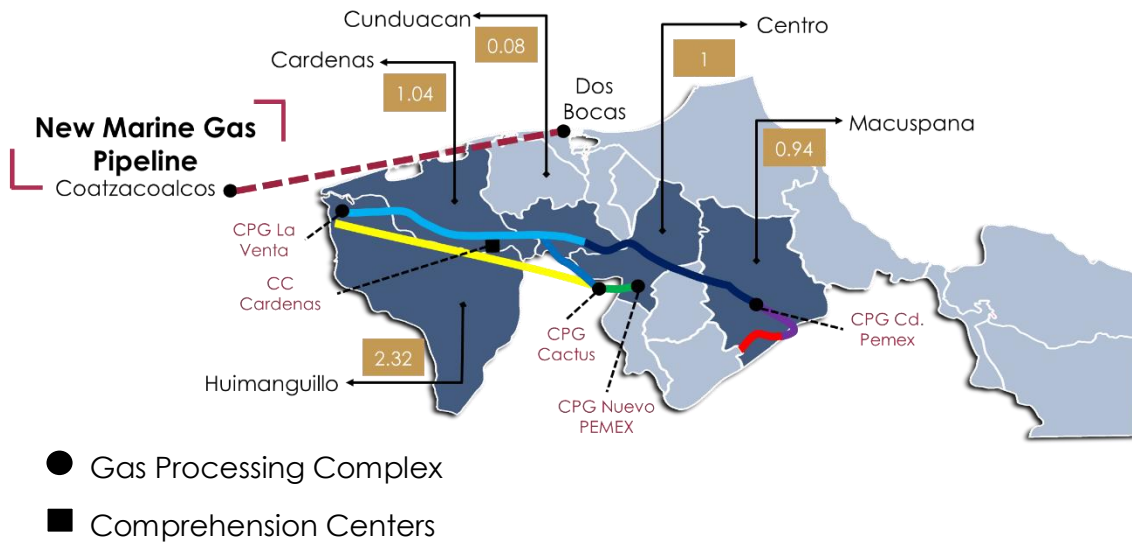 Cunduacan
0.08
Centro
1
Cardenas
1.04
Dos
Bocas
Macuspana
0.94
New Marine Gas
Pipeline
Coatzacoalcos
CPG La
Venta
CC
Cardenas
CPG
Cactus
CPG Cd.
Pemex
2.32
Huimanguillo
CPG Nuevo
PEMEX
Gas Processing Complex
Comprehension Centers